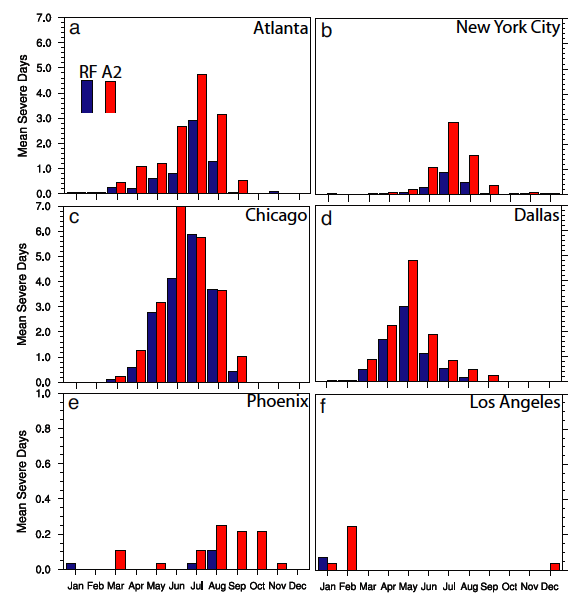 a Atlanta
b New York City
7.0
6.0
5.0
4.0
3.0
2.0
1.0
0.0
Mean Severe Days
RF A2
c Chicago
d Dallas
7.0
6.0
5.0
4.0
3.0
2.0
1.0
0.0
Mean Severe Days
e Phoenix
f Los Angeles
1.0
0.8
0.6
0.4
0.2
0.0
Mean Severe Days
Jan Feb Mar Apr May Jun Jul Aug Sep Oct Nov Dec
Jan Feb Mar Apr May Jun Jul Aug Sep Oct Nov Dec